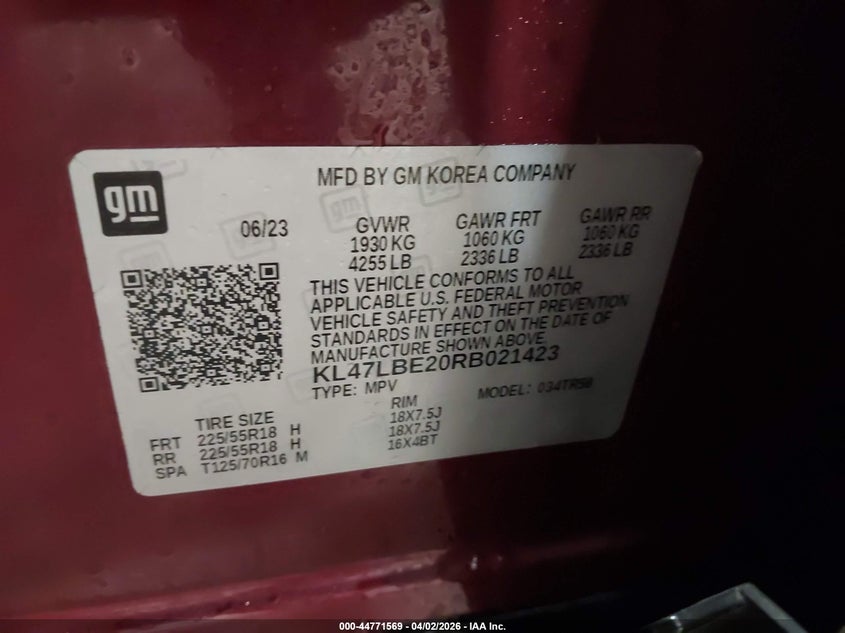 gm
MFD BY GM KOREA COMPANY
06/23
GVWR GAWR FRT GAWR RR
1930 KG 1060 KG 1060 KG
4255 LB 2336 LB 2336 LB
THIS VEHICLE CONFORMS TO ALL
APPLICABLE U.S. FEDERAL MOTOR
VEHICLE SAFETY AND THEFT PREVENTION
STANDARDS IN EFFECT ON THE DATE OF
MANUFACTURE SHOWN ABOVE.
KL47LBE20RB021423
TYPE: MPV MODEL: 034TR58
TIRE SIZE RIM
FRT 225/55R18 H 18X7.5J
RR 225/55R18 H 18X7.5J
SPA T125/70R16 M 16X4BT
000-44771569 04/02/2026 - IAA Inc.